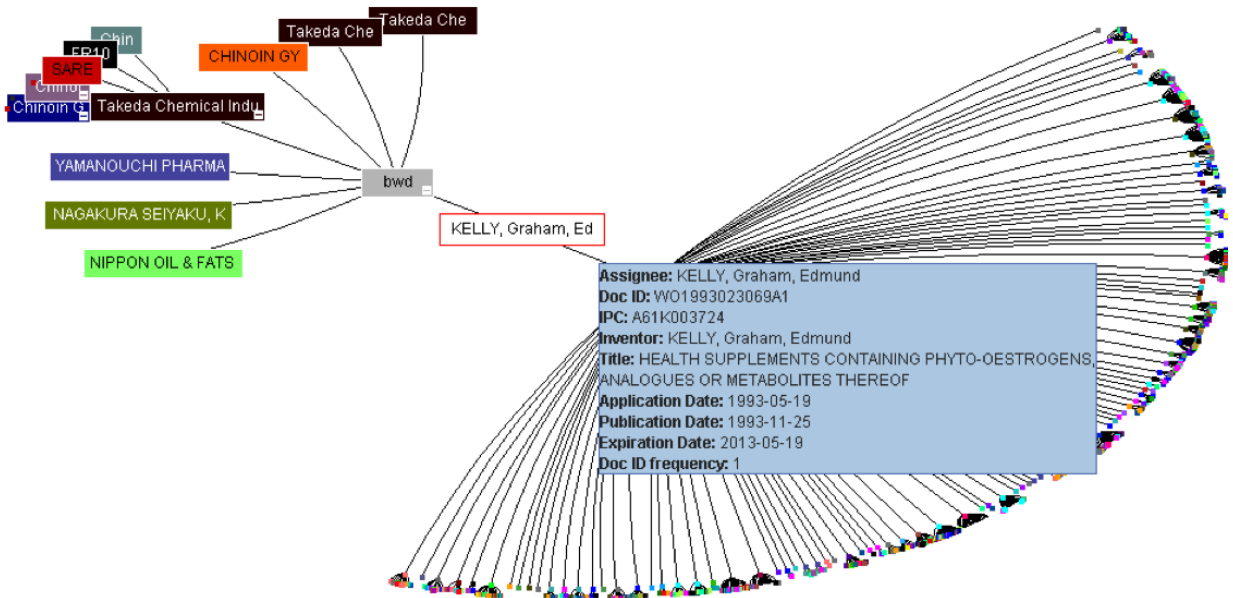 Chin
Takeda Che
Takeda Che
FR10
CHINOIN GY
SARE
Chinoi
Chinoin G
Takeda Chemical Indu
YAMANOUCHI PHARMA
bwd
NAGAKURA SEIYAKU, K
KELLY, Graham, Ed
NIPPON OIL & FATS
Assignee: KELLY, Graham, Edmund
Doc ID: WO1993023069A1
IPC: A61K003724
Inventor: KELLY, Graham, Edmund
Title: HEALTH SUPPLEMENTS CONTAINING PHYTO-OESTROGENS,
ANALOGUES OR METABOLITES THEREOF
Application Date: 1993-05-19
Publication Date: 1993-11-25
Expiration Date: 2013-05-19
Doc ID frequency: 1